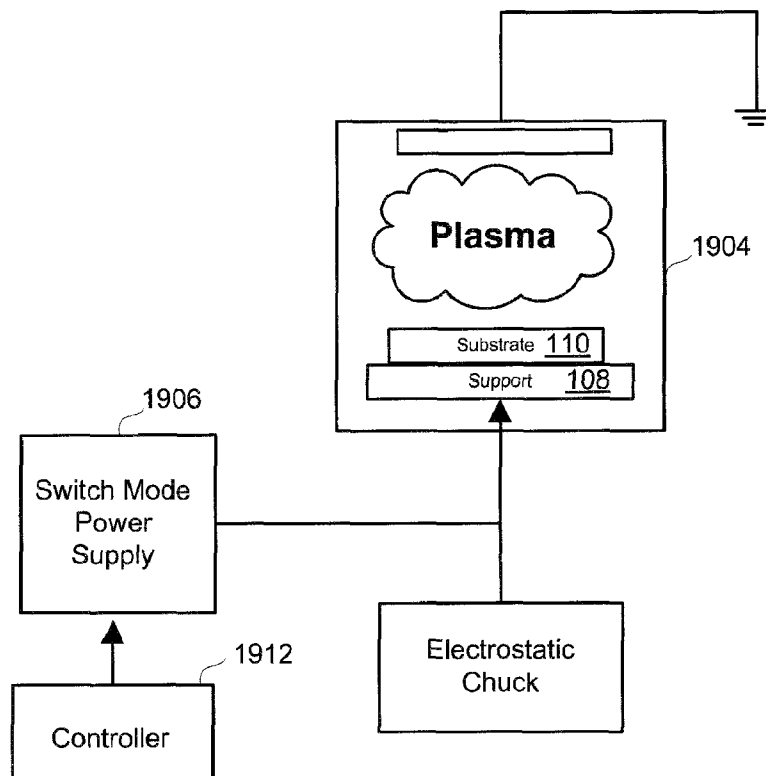 Plasma
1904
Substrate 110
Support 108
1906
Switch Mode
Power
Supply
Electrostatic
Chuck
1912
Controller